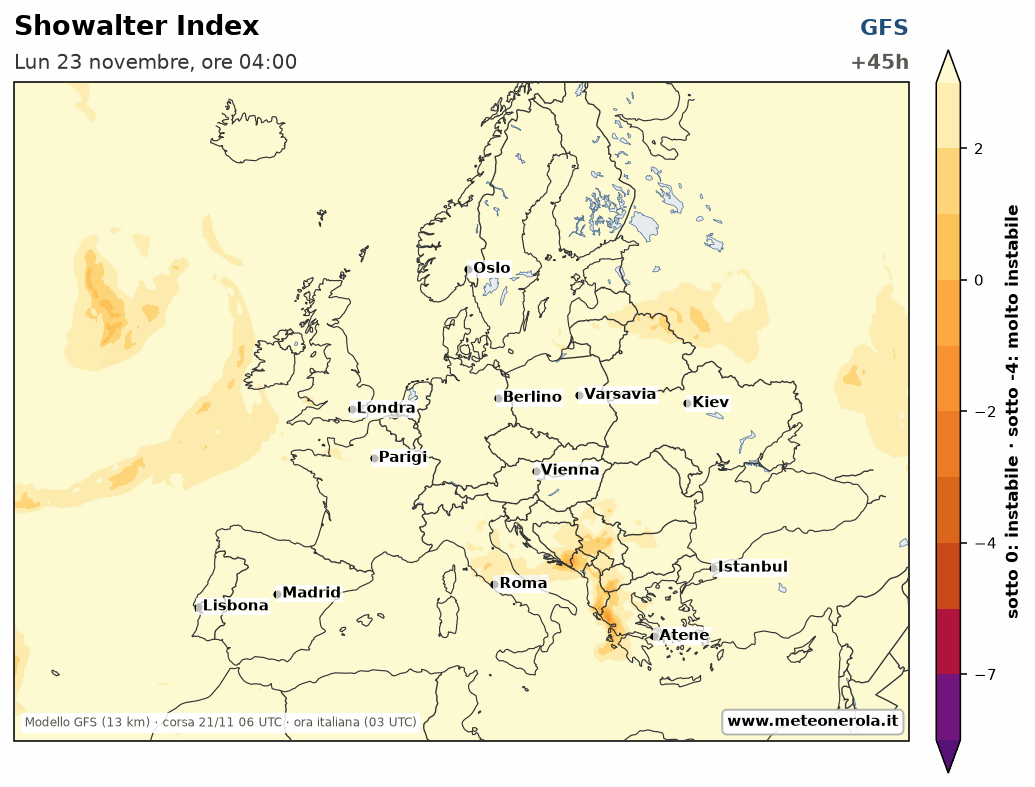 Showalter Index
GFS
Lun 23 novembre, ore 04:00
+45h
Oslo
Berlino
Varsavia
Kiev
Londra
Parigi
Vienna
Istanbul
Roma
Madrid
Lisbona
Atene
Modello GFS (13 km) · corsa 21/11 06 UTC · ora italiana (03 UTC)
www.meteonerola.it
2
0
−2
−4
−7
sotto 0: instabile · sotto -4: molto instabile